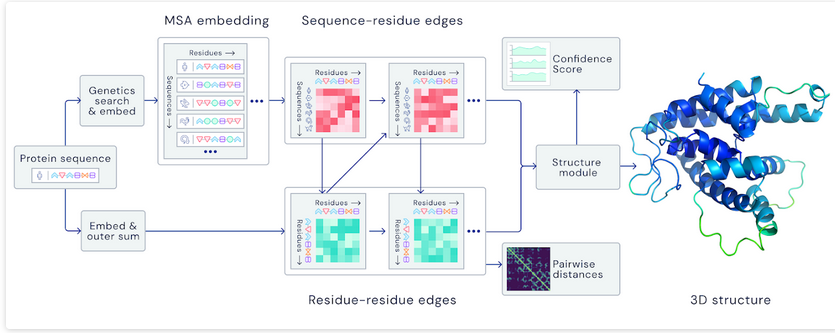 MSA embedding
Sequence-residue edges
Residues →
Sequences →
Genetics
search
& embed
Protein sequence
Embed &
outer sum
Residues →
Sequences →
Residues →
Sequences →
Residues →
Residues →
Residues →
Residues →
Residue-residue edges
Confidence
Score
Structure
module
Pairwise
distances
3D structure